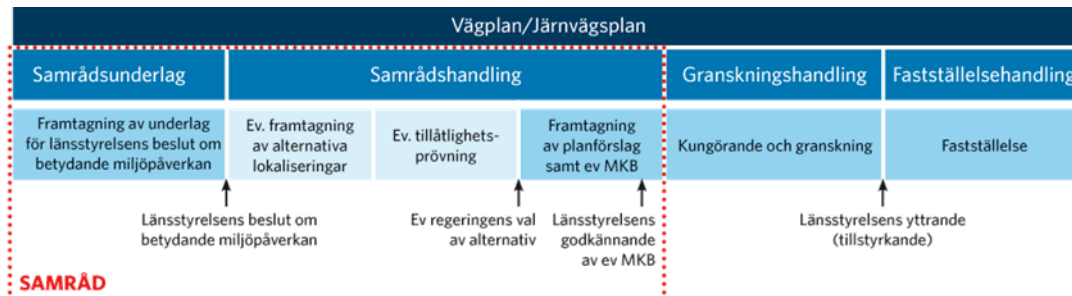 Vägplan/Järnvägsplan
Samrådsunderlag
Samrådshandling
Granskningshandling
Fastställelsehandling
Framtagning av underlag
för länsstyrelsens beslut om
betydande miljöpåverkan
Ev. framtagning
av alternativa
lokaliseringar
Ev. tillåtlighets-
prövning
Framtagning
av planförslag
samt ev MKB
Kungörande och granskning
Fastställelse
Länsstyrelsens beslut om
betydande miljöpåverkan
Ev regeringens val
av alternativ
Länsstyrelsens
godkännande
av ev MKB
Länsstyrelsens yttrande
(tillstyrkande)
SAMRÅD